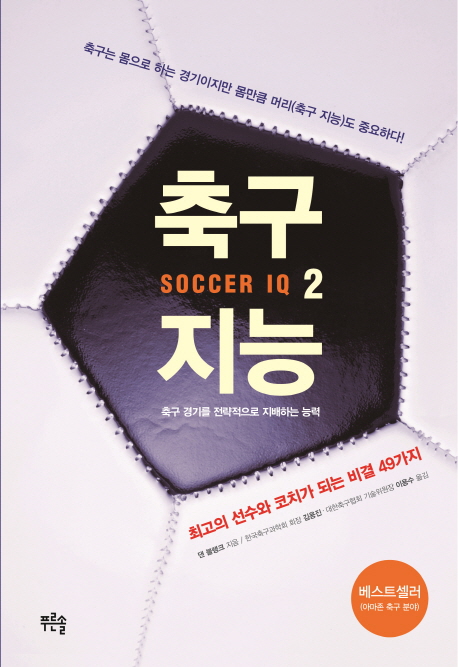 축구는 몸으로 하는 경기이지만 몸만큼 머리(축구 지능)도 중요하다!
축구
SOCCER IQ 2
지능
축구 경기를 전략적으로 지배하는 능력
최고의 선수와 코치가 되는 비결 49가지
댄 블랭크 지음 / 한국축구과학회 회장 김용진 · 대한축구협회 기술위원장 이용수 옮김
베스트셀러
(아마존 축구 분야)
푸른솔